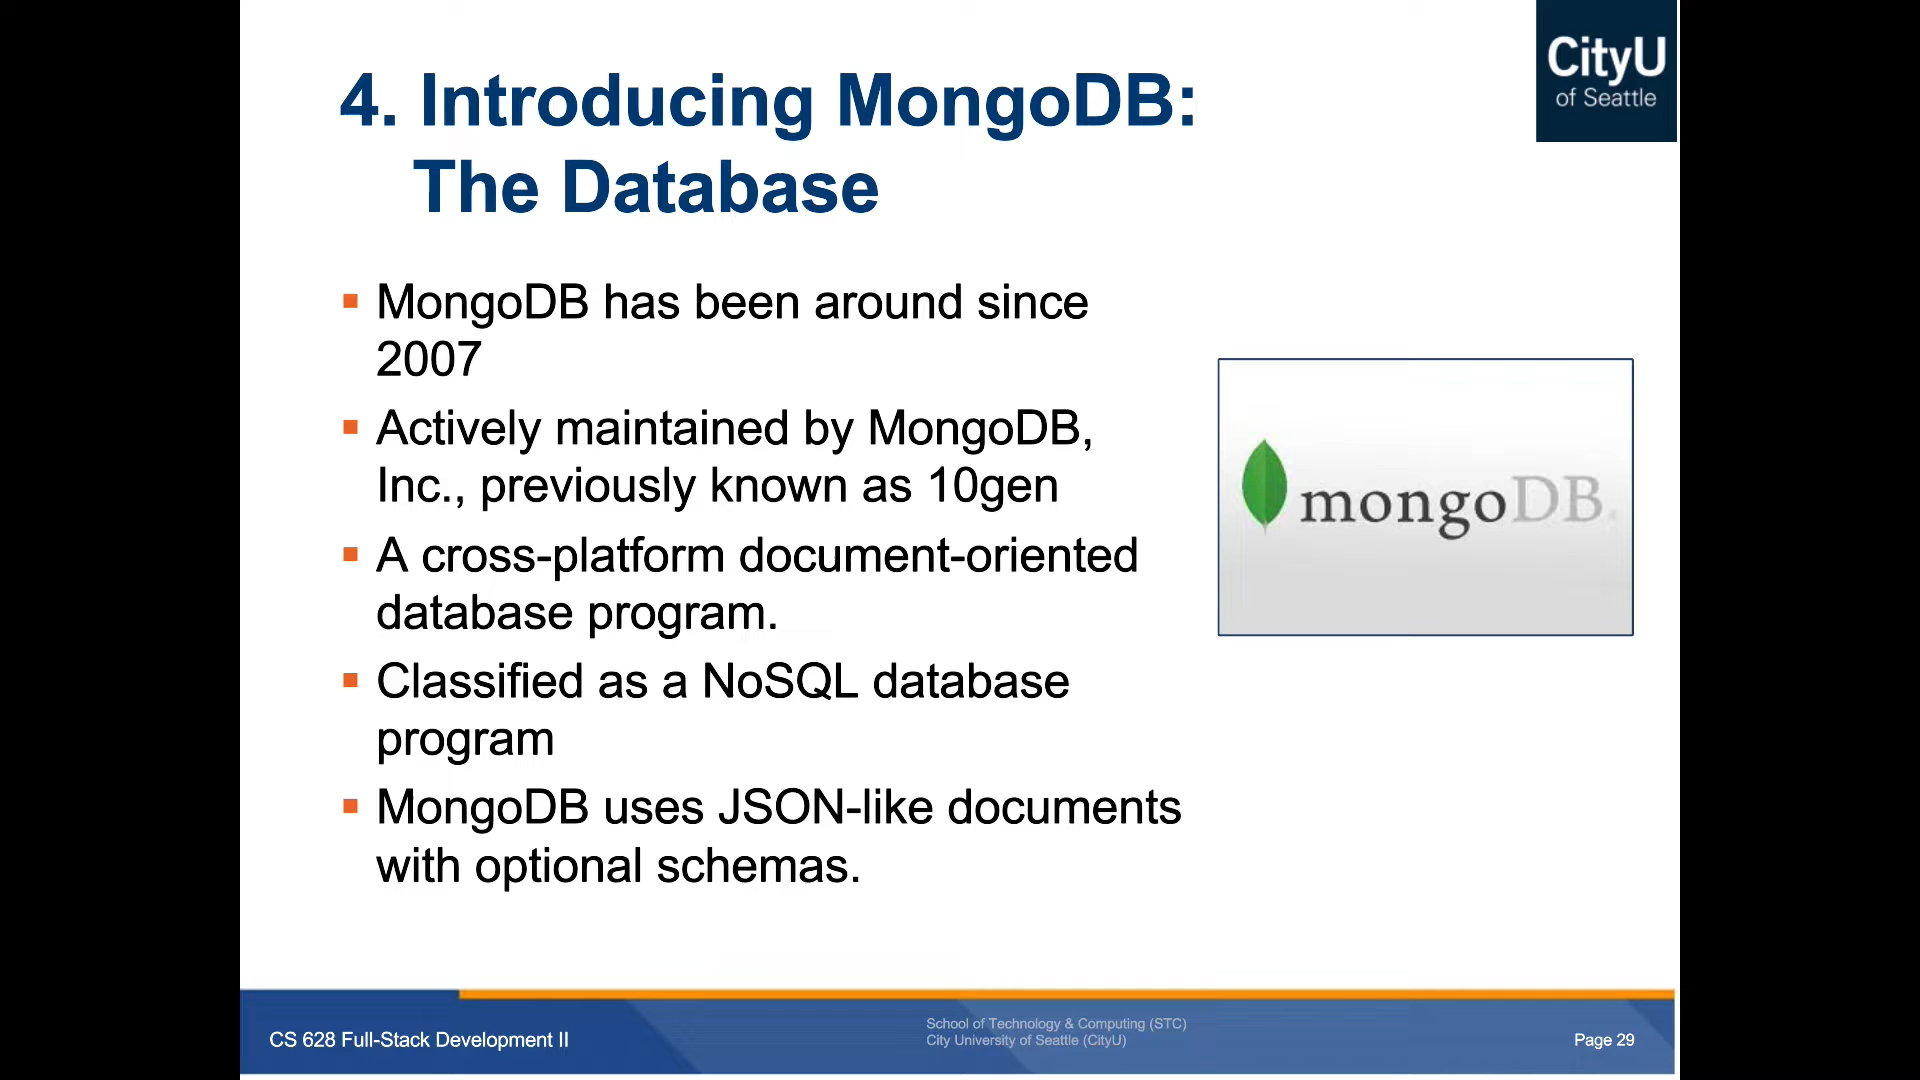 CityU
of Seattle
4. Introducing MongoDB:
The Database
▪ MongoDB has been around since
2007
▪ Actively maintained by MongoDB,
Inc., previously known as 10gen
▪ A cross-platform document-oriented
database program.
▪ Classified as a NoSQL database
program
▪ MongoDB uses JSON-like documents
with optional schemas.
mongoDB
CS 628 Full-Stack Development II
School of Technology & Computing (STC)
City University of Seattle (CityU)
Page 29